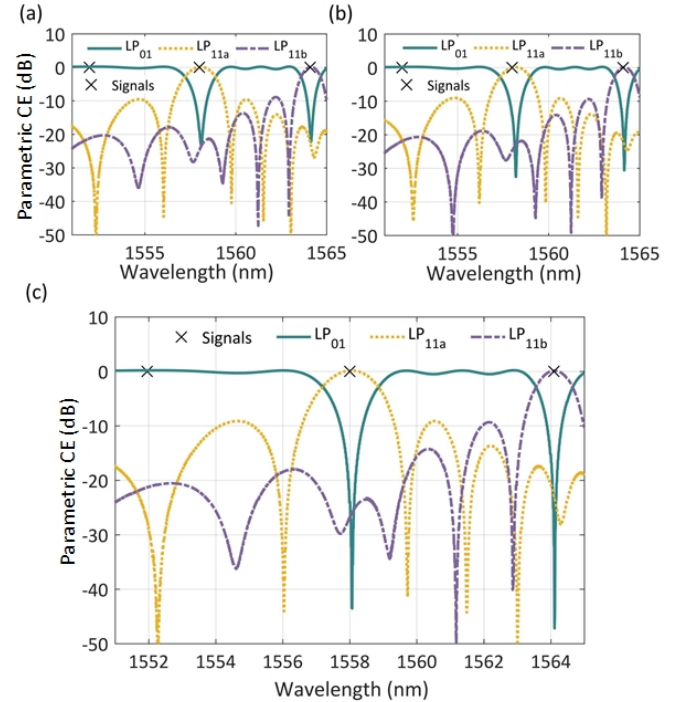 (a)
(b)
LP01 LP11a LP11b
Signals
10
0
-10
-20
-30
-40
-50
1555 1560 1565
Parametric CE (dB)
Wavelength (nm)
LP01 LP11a LP11b
Signals
10
0
-10
-20
-30
-40
-50
1555 1560 1565
Wavelength (nm)
(c)
Signals LP01 LP11a LP11b
10
0
-10
-20
-30
-40
-50
1552 1554 1556 1558 1560 1562 1564
Parametric CE (dB)
Wavelength (nm)